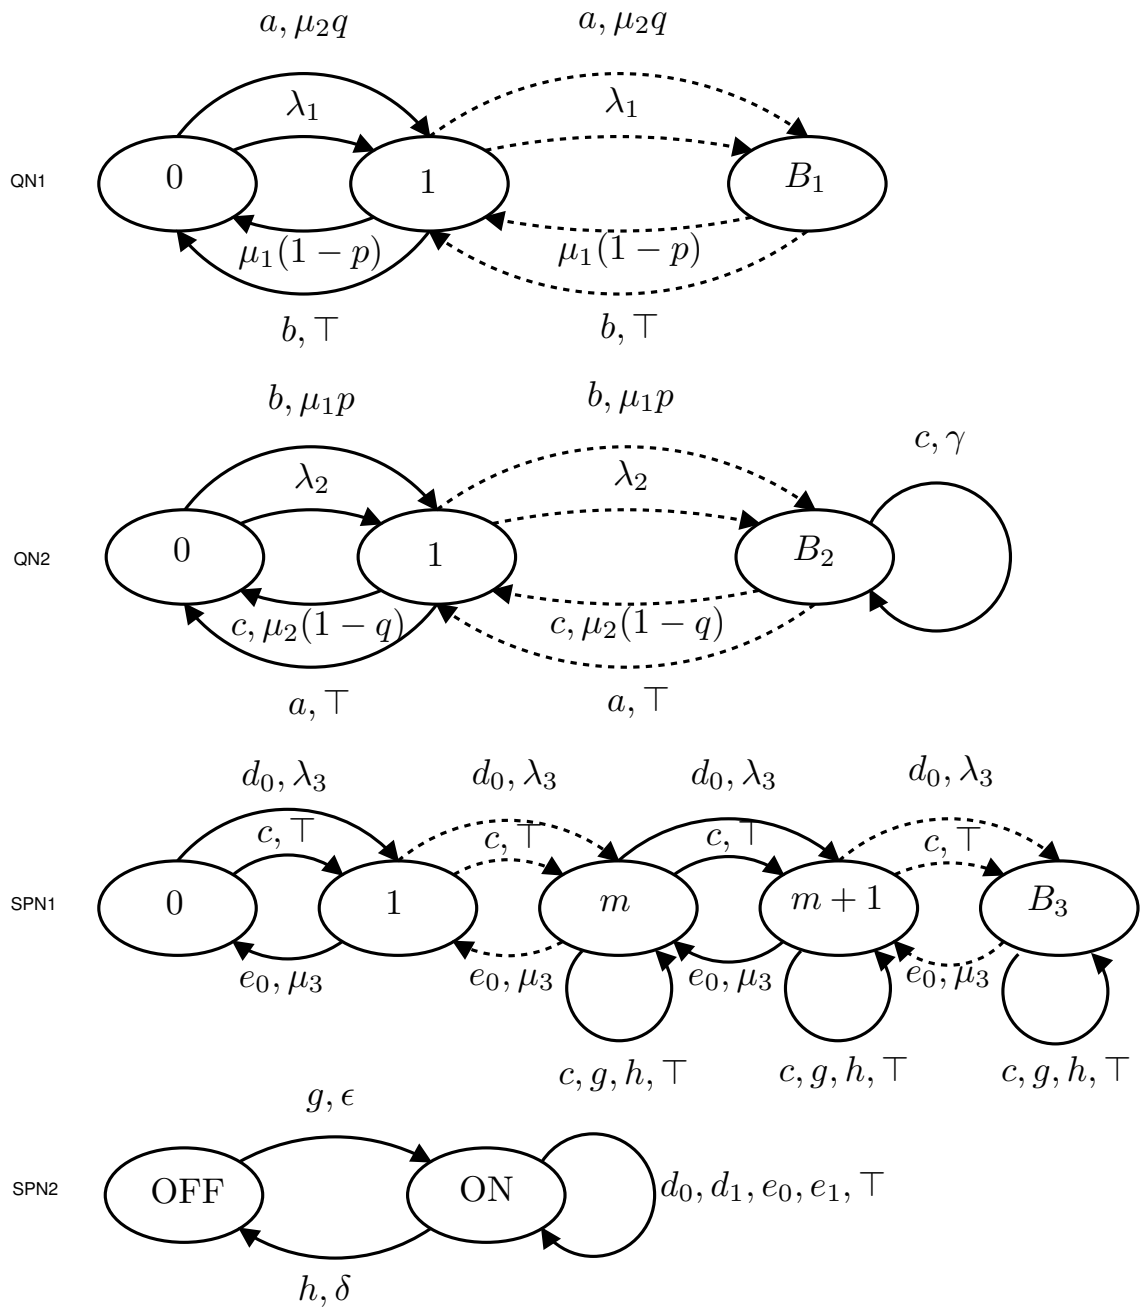 a, μ₂q a, μ₂q
λ₁ λ₁
QN1 0 1 B₁
μ₁(1 − p) μ₁(1 − p)
b, ⊤ b, ⊤
b, μ₁p b, μ₁p
c, γ
λ₂ λ₂
QN2 0 1 B₂
c, μ₂(1 − q) c, μ₂(1 − q)
a, ⊤ a, ⊤
d₀, λ₃ d₀, λ₃ d₀, λ₃ d₀, λ₃
c, ⊤ c, ⊤ c, ⊤ c, ⊤
SPN1 0 1 m m + 1 B₃
e₀, μ₃ e₀, μ₃ e₀, μ₃ e₀, μ₃
c, g, h, ⊤ c, g, h, ⊤ c, g, h, ⊤
g, ϵ
SPN2 OFF ON d₀, d₁, e₀, e₁, ⊤
h, δ